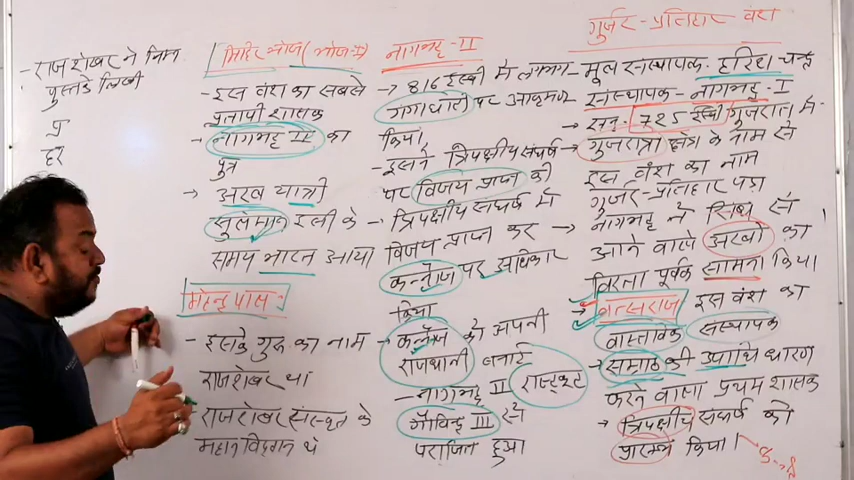 गुर्जर-प्रतिहार वंश
मूल संस्थापक- हरिश चन्द्र
संस्थापक- नागभट्ट-I
→ सन्- 725 ईस्वी गुजरात में
→ गुजरात्रा क्षेत्र के नाम से
इस वंश का नाम
गुर्जर-प्रतिहार पड़ा
→ नागभट्ट ने सिंध से
आने वाले अरबो का
विरता पूर्वक सामना किया
→ वत्सराज इस वंश का
वास्तविक संस्थापक
→ सम्राट की उपाधि धारण
करने वाला प्रथम शासक
→ त्रिपक्षीय संघर्ष को
प्रारम्भ किया।
नागभट्ट-II
→ 816 ईस्वी में लगभग
गंगाघाटी पर आक्रमण
किया
- इसने त्रिपक्षीय संघर्ष
पर विजय प्राप्त की
- त्रिपक्षीय संघर्ष में
विजय प्राप्त कर
कन्नौज पर अधिकार
किया
→ कन्नौज को अपनी
राजधानी बनाई
- नागभट्ट II राष्ट्रकूट
गोविन्द III से
पराजित हुआ
मिहिर भोज (भोज-I)
- इस वंश का सबसे
प्रतापी शासक
→ नागभट्ट II का
पुत्र
→ अरब यात्री
सुलेमान इसी के
समय भारत आया
महेन्द्र पाल:
- इसके गुरु का नाम
राजशेखर था
- राजशेखर संस्कृत के
महान विद्वान थे
- राजशेखर ने निम्न
पुस्तके लिखी
प्र
हर